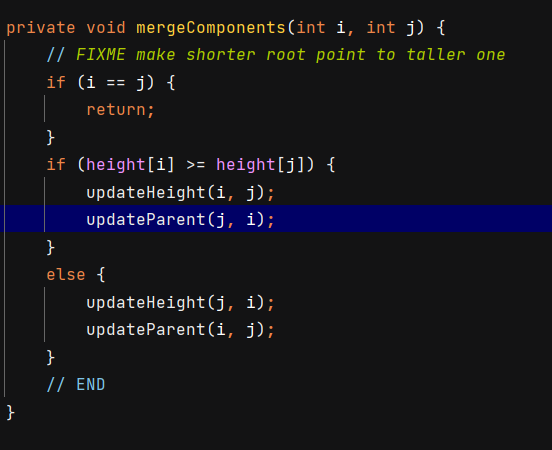 private void mergeComponents(int i, int j) {
    // FIXME make shorter root point to taller one
    if (i == j) {
        return;
    }
    if (height[i] >= height[j]) {
        updateHeight(i, j);
        updateParent(j, i);
    }
    else {
        updateHeight(j, i);
        updateParent(i, j);
    }
    // END
}